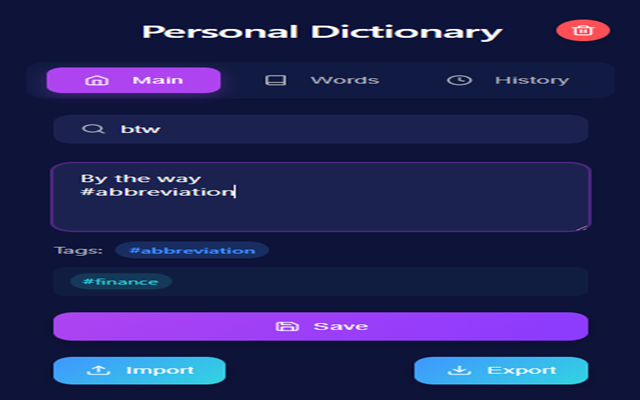 Personal Dictionary
Main Words History
btw
By the way
#abbreviation
Tags: #abbreviation
#finance
Save
Import Export